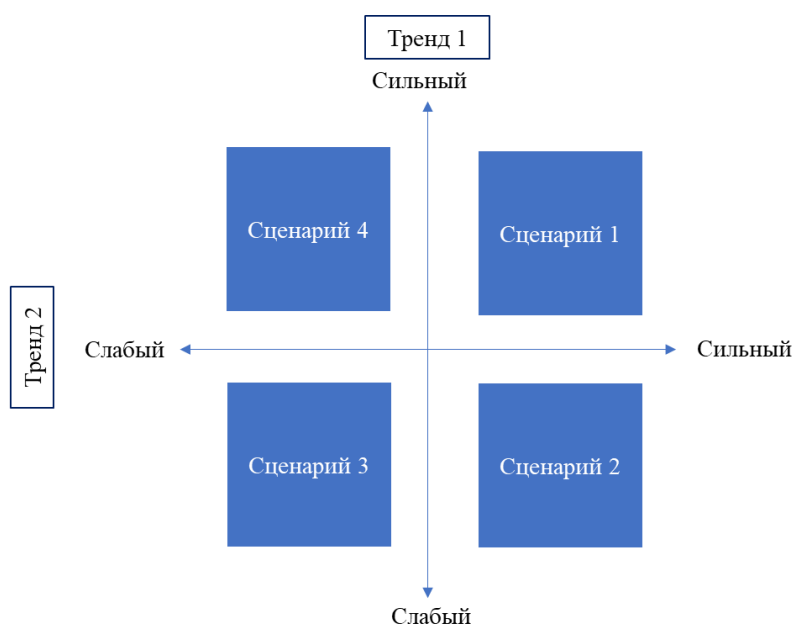 Тренд 1
Сильный
Сценарий 4
Сценарий 1
Тренд 2
Слабый
Сильный
Сценарий 3
Сценарий 2
Слабый